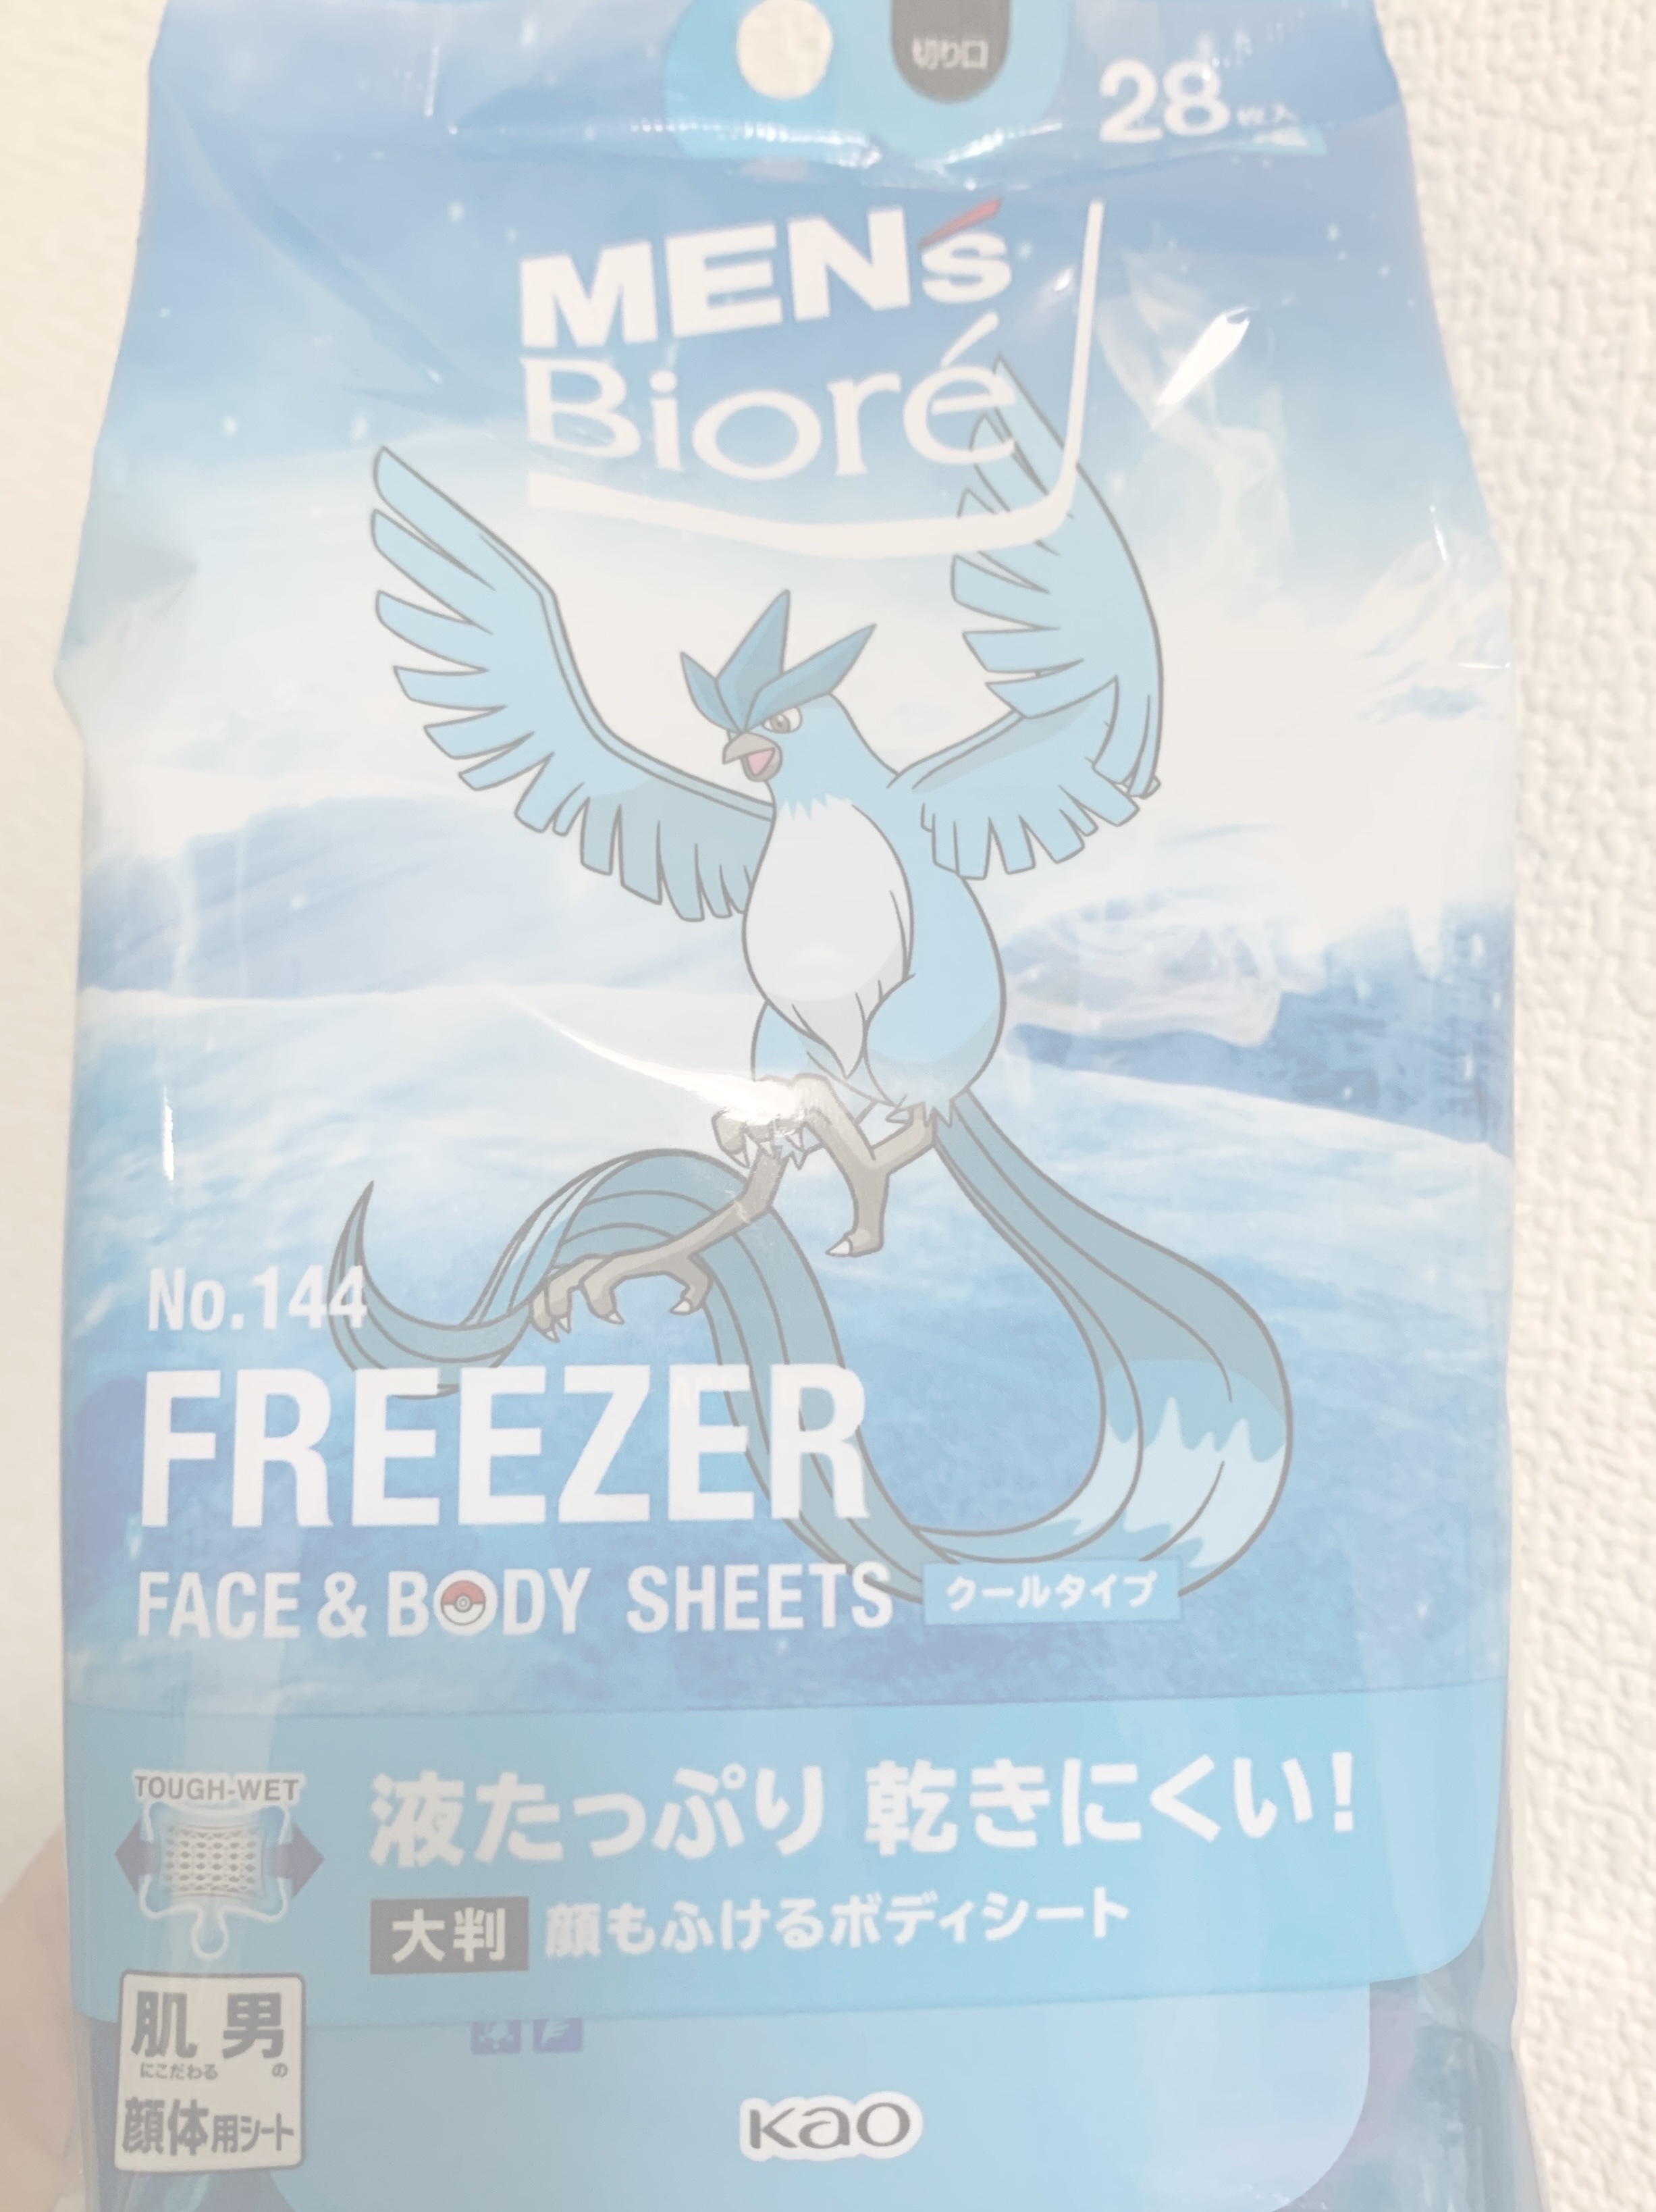 切り口
28枚入
MEN's
Bioré
No.144
FREEZER
FACE & BODY SHEETS クールタイプ
TOUGH-WET
液たっぷり 乾きにくい!
大判 顔もふけるボディシート
肌にこだわる男の
顔体用シート
Kao